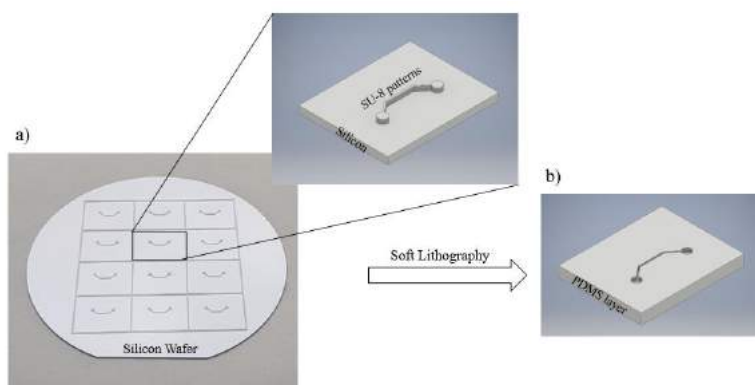 a)
SU-8 patterns
Silicon
Silicon Wafer
Soft Lithography
b)
PDMS layer